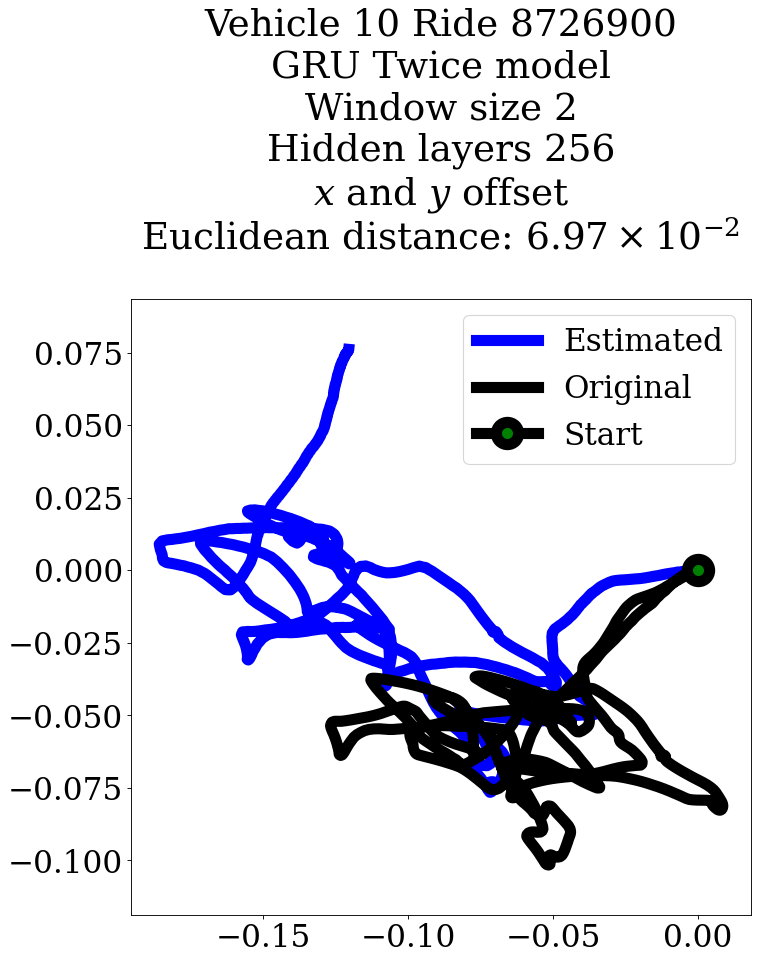 Vehicle 10 Ride 8726900
GRU Twice model
Window size 2
Hidden layers 256
x and y offset
Euclidean distance: 6.97 × 10⁻²
Estimated
Original
Start
0.075
0.050
0.025
0.000
−0.025
−0.050
−0.075
−0.100
−0.15 −0.10 −0.05 0.00